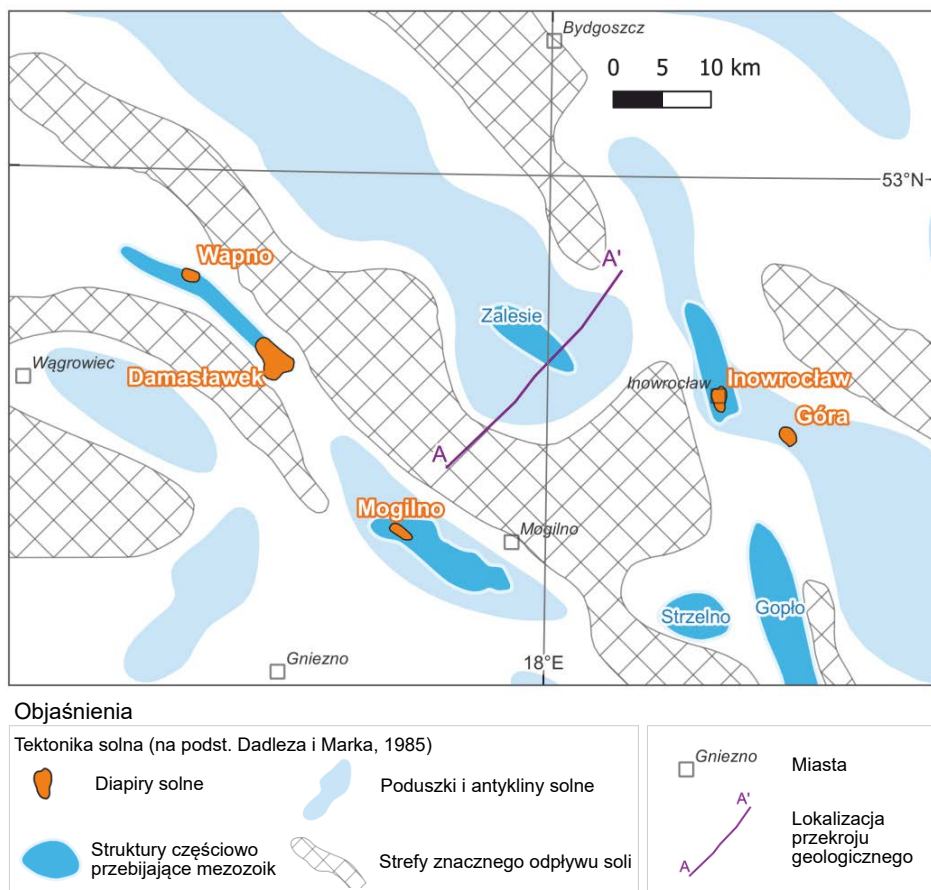 Bydgoszcz
0 5 10 km
53°N
Wapno
A'
Zalesie
Wągrowiec
Damasławek
Inowrocław
Inowrocław
Góra
A
Mogilno
Mogilno
Strzelno
Gopło
Gniezno
18°E
Objaśnienia
Tektonika solna (na podst. Dadleza i Marka, 1985)
Diapiry solne
Poduszki i antykliny solne
Struktury częściowo
przebijające mezozoik
Strefy znacznego odpływu soli
Gniezno
Miasta
A'
A
Lokalizacja
przekroju
geologicznego